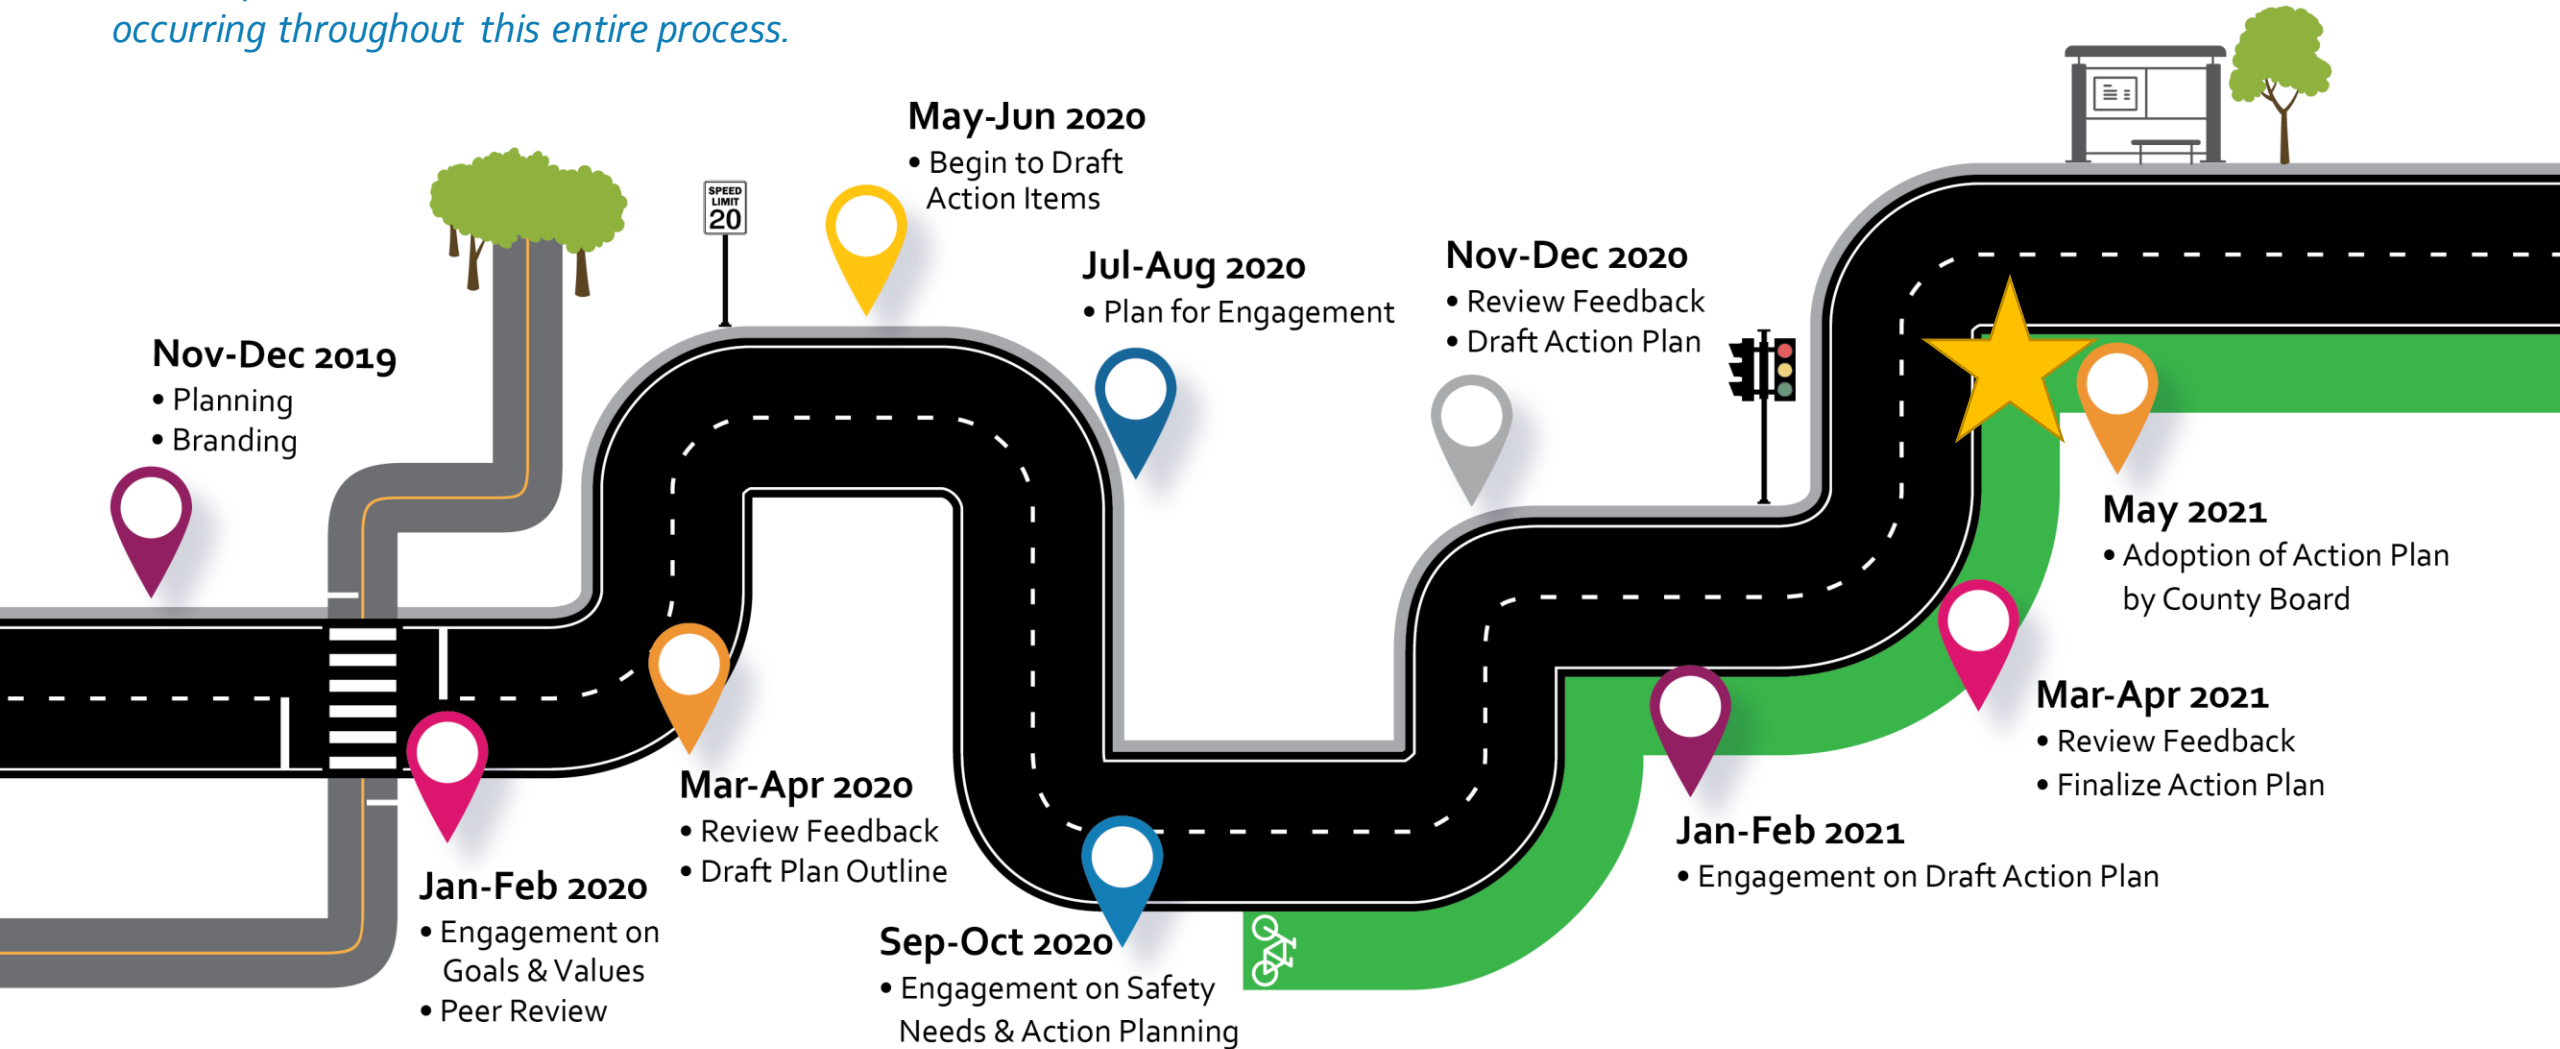 occurring throughout this entire process.
Nov-Dec 2019
• Planning
• Branding
Jan-Feb 2020
• Engagement on
Goals & Values
• Peer Review
Mar-Apr 2020
• Review Feedback
• Draft Plan Outline
SPEED
LIMIT
20
May-Jun 2020
• Begin to Draft
Action Items
Jul-Aug 2020
• Plan for Engagement
Sep-Oct 2020
• Engagement on Safety
Needs & Action Planning
Nov-Dec 2020
• Review Feedback
• Draft Action Plan
Jan-Feb 2021
• Engagement on Draft Action Plan
Mar-Apr 2021
• Review Feedback
• Finalize Action Plan
May 2021
• Adoption of Action Plan
by County Board